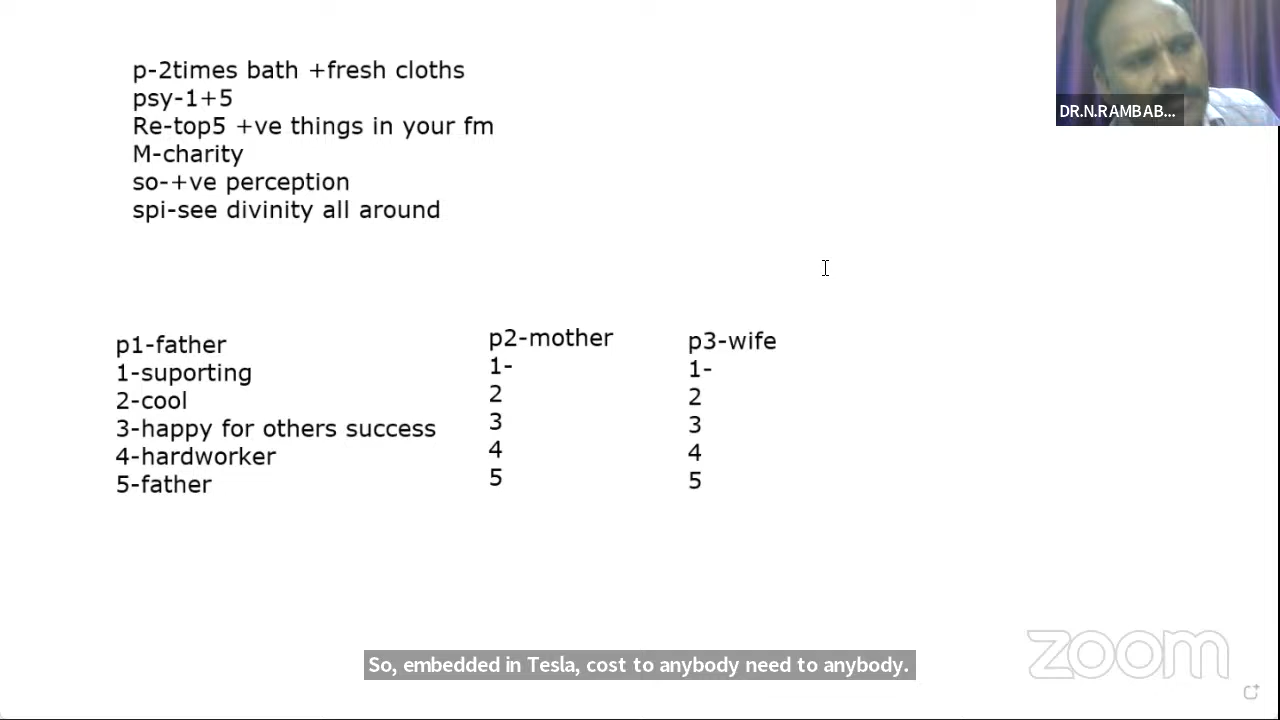 p-2times bath +fresh cloths
psy-1+5
Re-top5 +ve things in your fm
M-charity
so-+ve perception
spi-see divinity all around
DR.N.RAMBAB...
p1-father
1-suporting
2-cool
3-happy for others success
4-hardworker
5-father
p2-mother
1-
2
3
4
5
p3-wife
1-
2
3
4
5
So, embedded in Tesla, cost to anybody need to anybody.
zoom